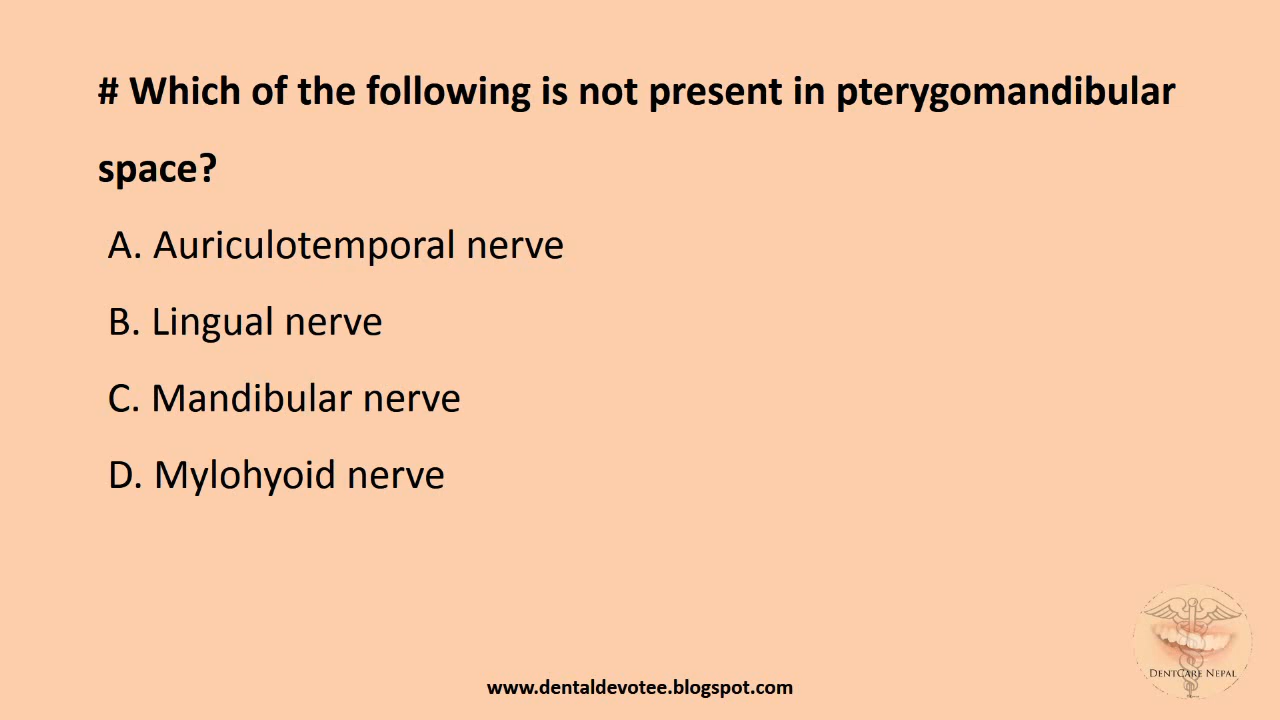 # Which of the following is not present in pterygomandibular
space?
A. Auriculotemporal nerve
B. Lingual nerve
C. Mandibular nerve
D. Mylohyoid nerve
DentCare Nepal
www.dentaldevotee.blogspot.com